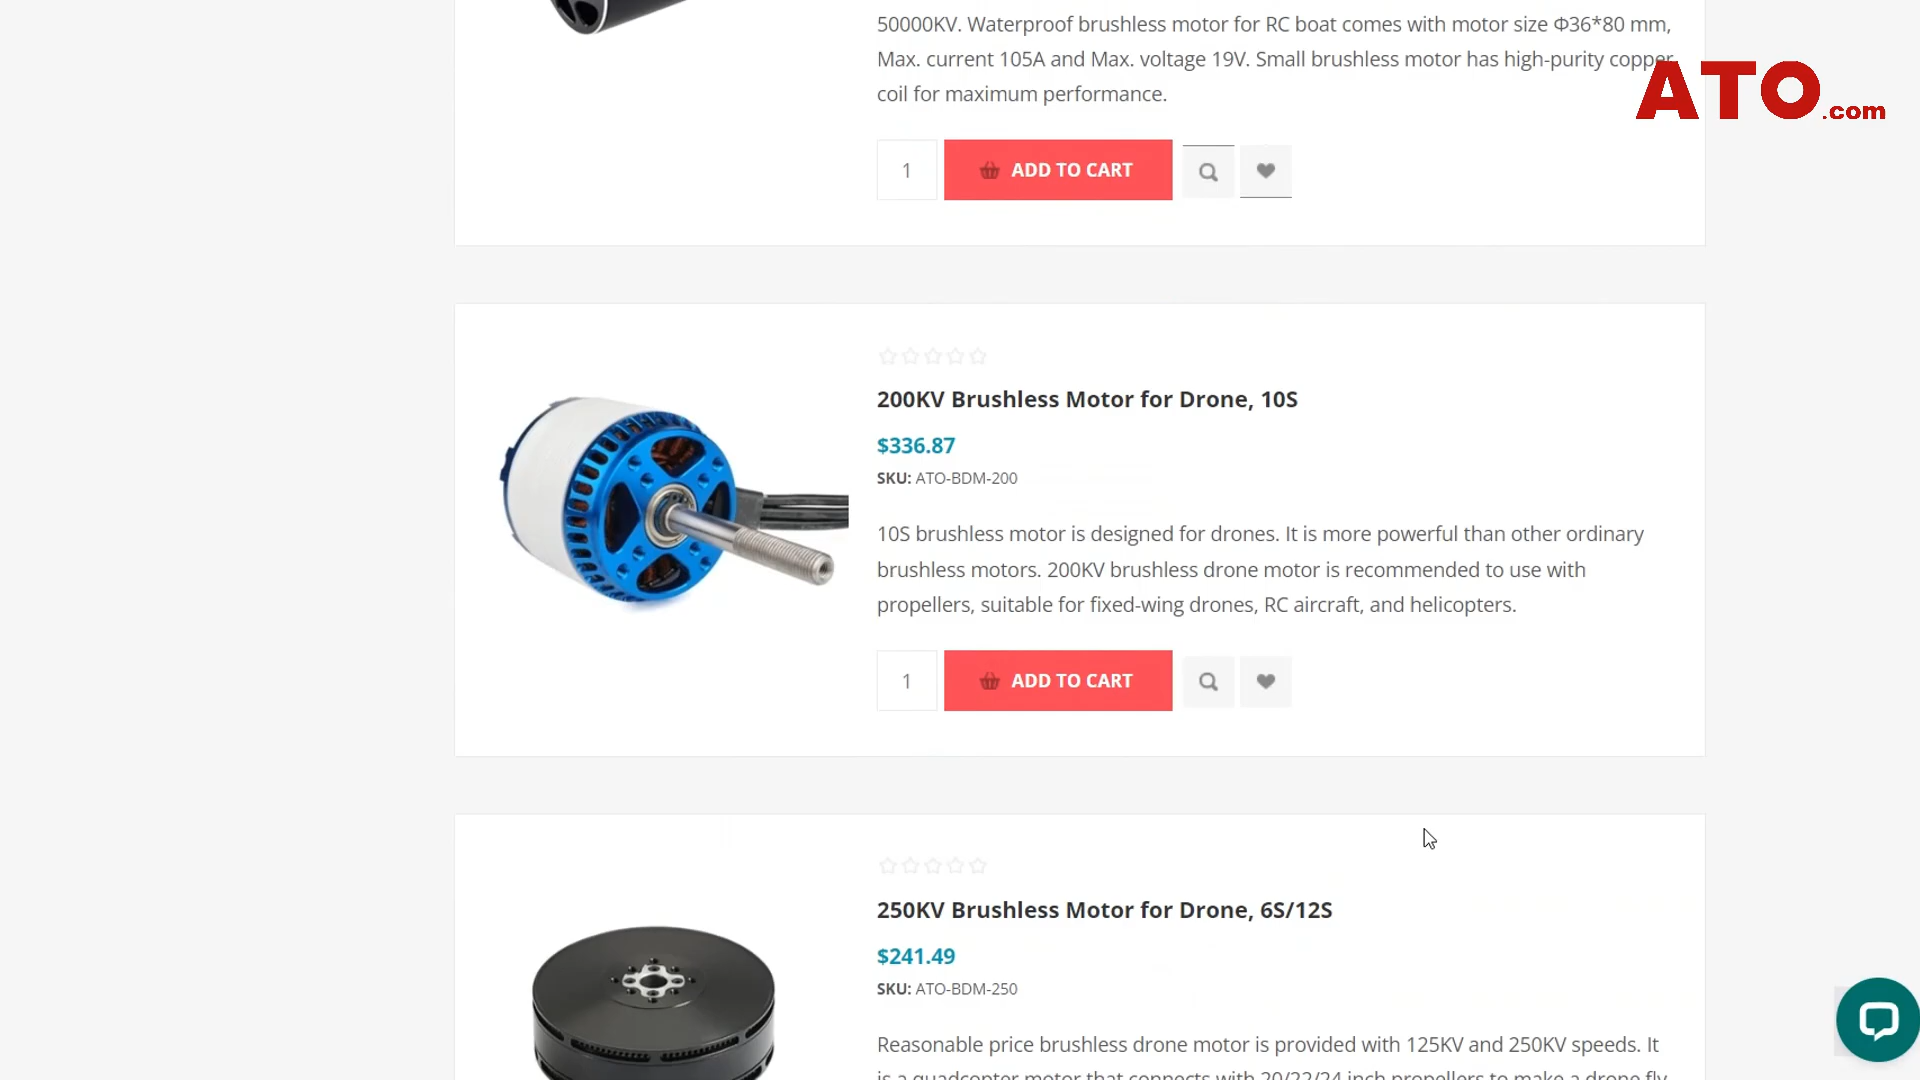 50000KV. Waterproof brushless motor for RC boat comes with motor size Φ36*80 mm,
Max. current 105A and Max. voltage 19V. Small brushless motor has high-purity copper
coil for maximum performance.
ATO.com
1
ADD TO CART
200KV Brushless Motor for Drone, 10S
$336.87
SKU: ATO-BDM-200
10S brushless motor is designed for drones. It is more powerful than other ordinary
brushless motors. 200KV brushless drone motor is recommended to use with
propellers, suitable for fixed-wing drones, RC aircraft, and helicopters.
1
ADD TO CART
250KV Brushless Motor for Drone, 6S/12S
$241.49
SKU: ATO-BDM-250
Reasonable price brushless drone motor is provided with 125KV and 250KV speeds. It
is a quadcopter motor that connects with 20/22/24 inch propellers to make a drone fly